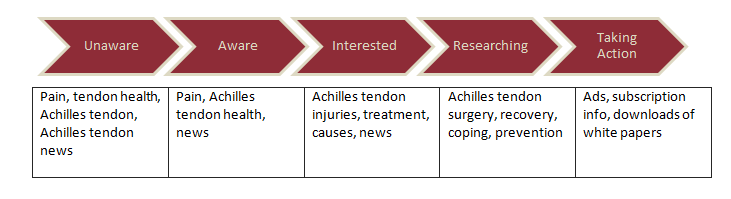 Unaware
Aware
Interested
Researching
Taking
Action
Pain, tendon health,
Achilles tendon,
Achilles tendon
news
Pain, Achilles
tendon health,
news
Achilles tendon
injuries, treatment,
causes, news
Achilles tendon
surgery, recovery,
coping, prevention
Ads, subscription
info, downloads of
white papers